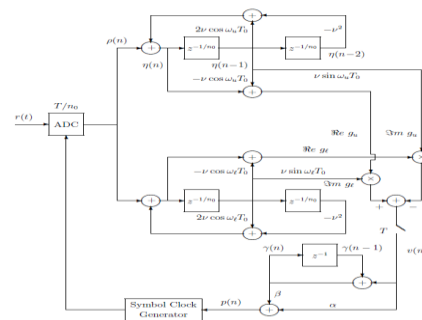 2ν cos ω_u T_0
−ν²
ρ(n)
z^{−1/n_0}
z^{−1/n_0}
η(n)
η(n−1)
η(n−2)
−ν cos ω_u T_0
ν sin ω_u T_0
T/n_0
r(t)
ADC
ℜe g_u
ℑm g_u
ℜe g_ℓ
−ν cos ω_ℓ T_0
ν sin ω_ℓ T_0
ℑm g_ℓ
z^{−1/n_0}
z^{−1/n_0}
2ν cos ω_ℓ T_0
−ν²
+
−
T
γ(n)
γ(n−1)
z^{−1}
β
p(n)
α
Symbol Clock
Generator